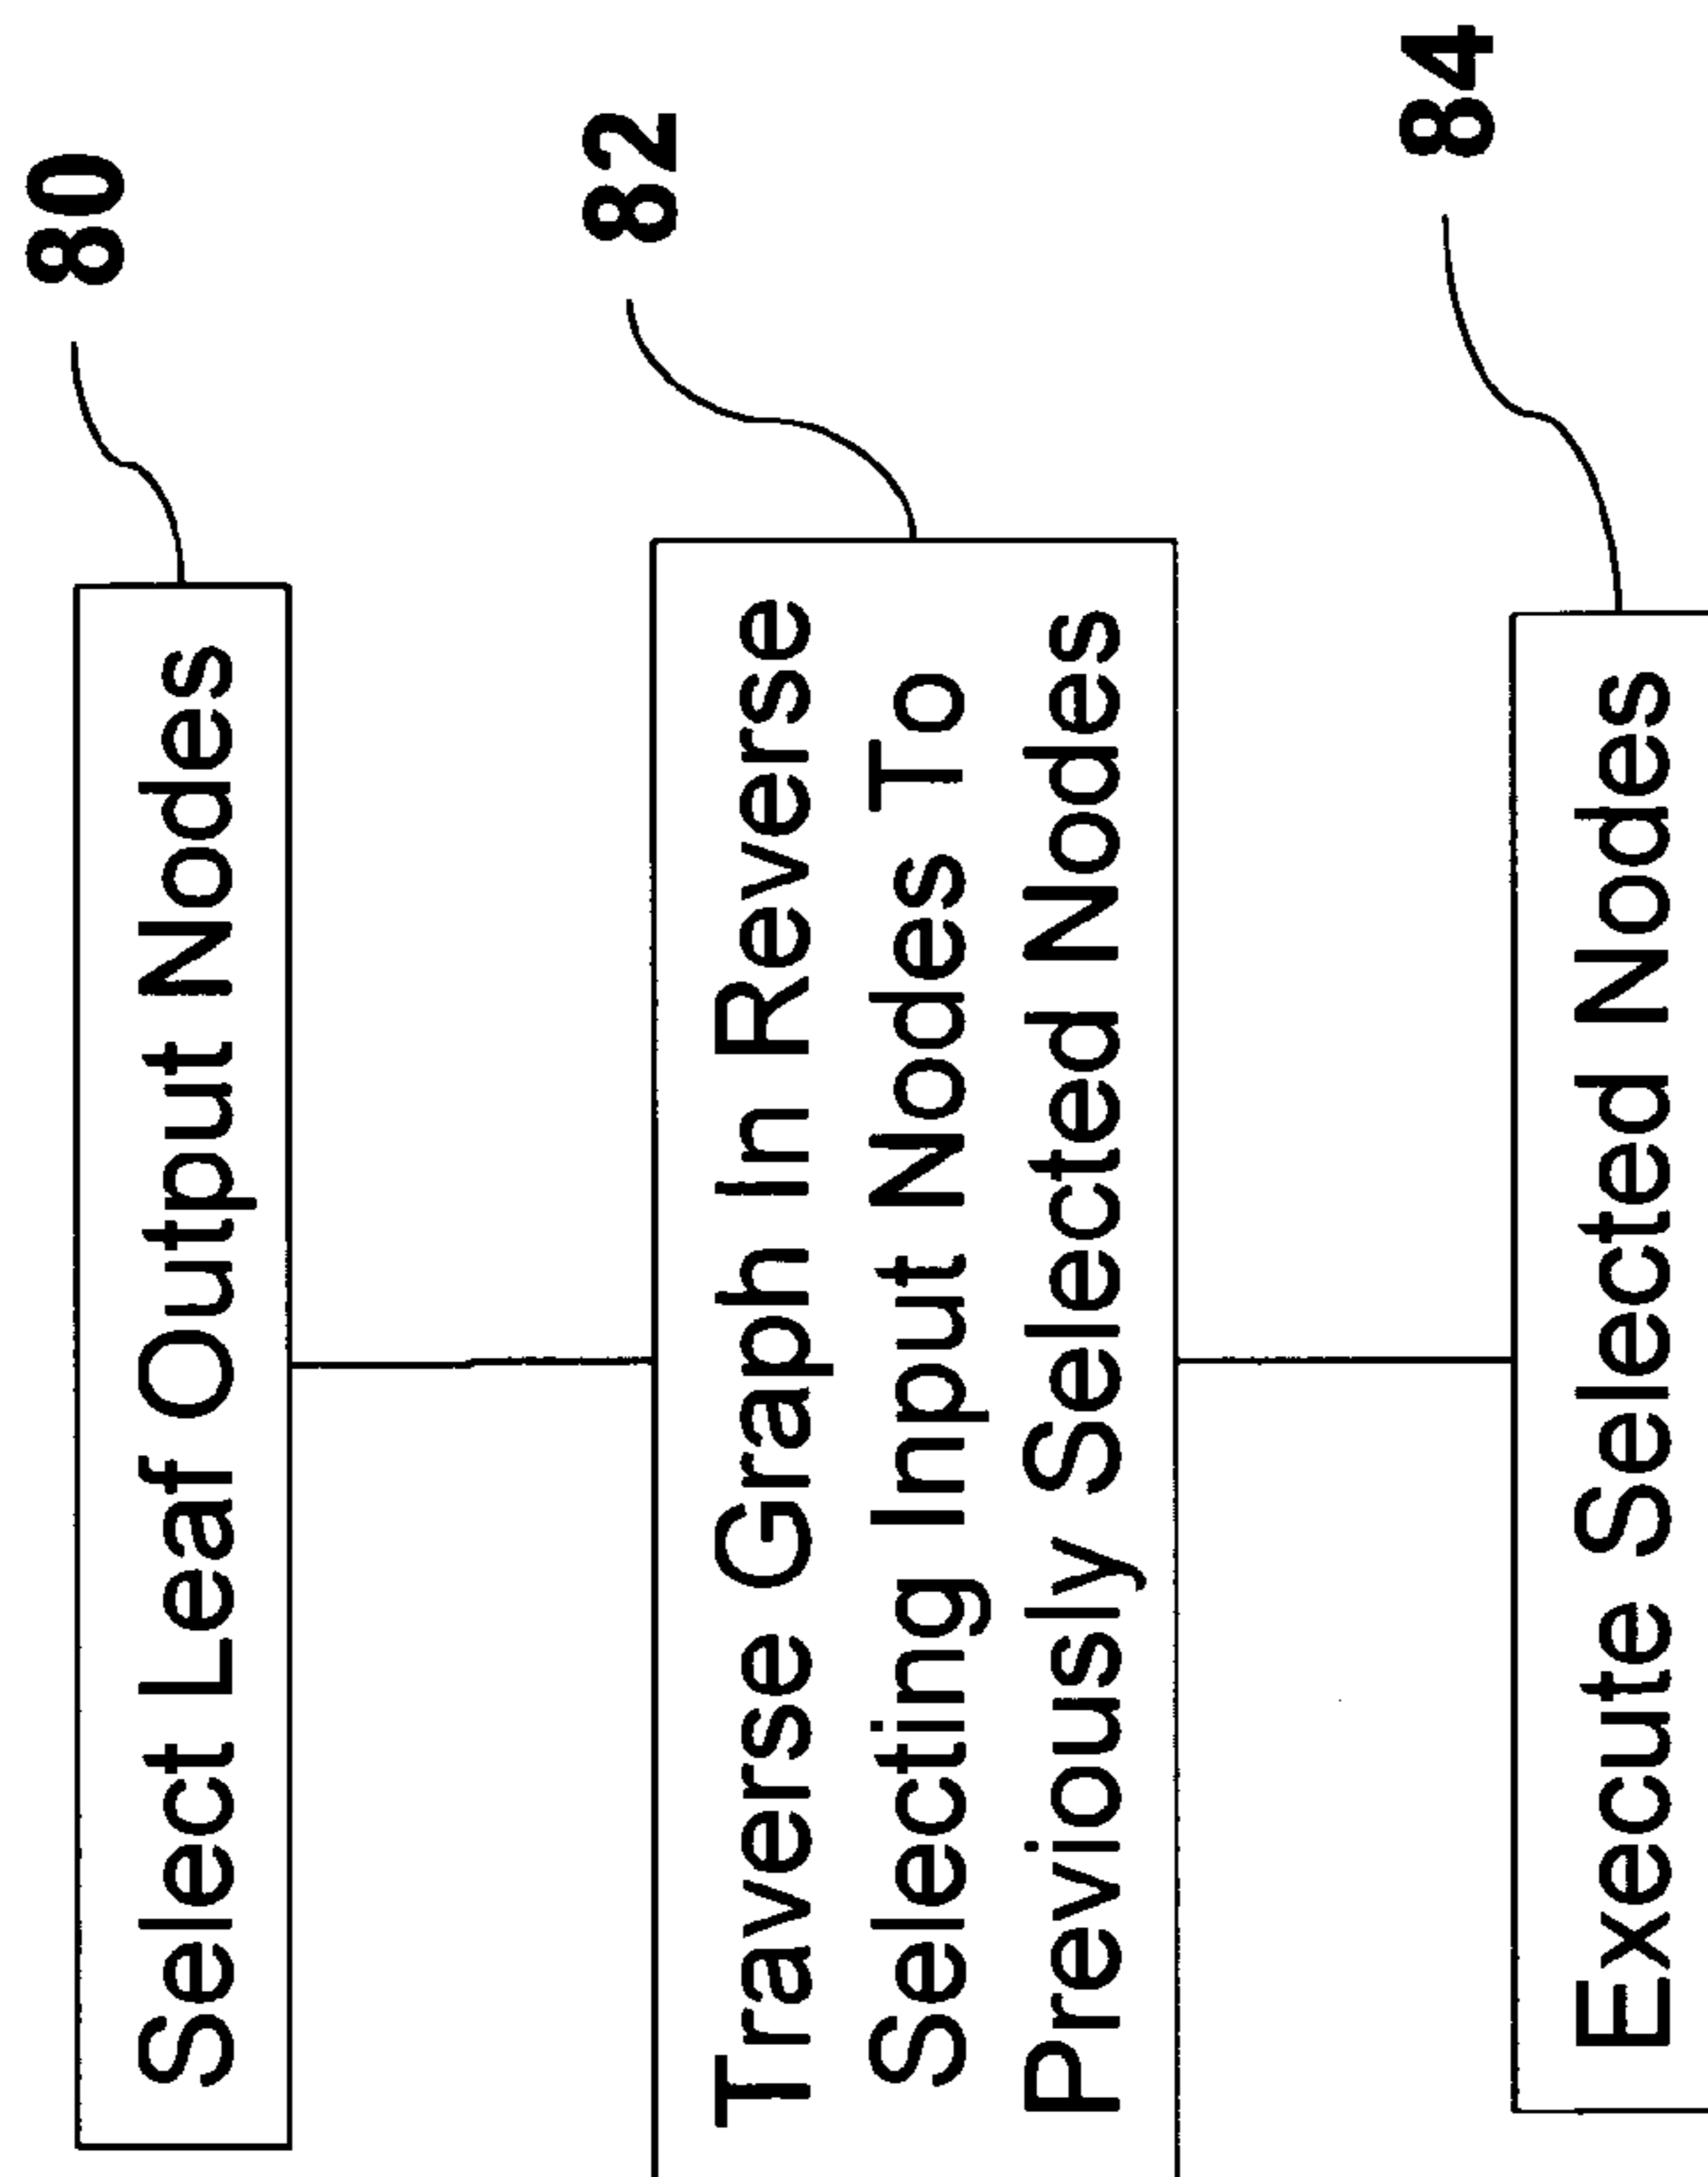 80
Select Leaf Output Nodes
82
Traverse Graph In Reverse
Selecting Input Nodes To
Previously Selected Nodes
84
Execute Selected Nodes